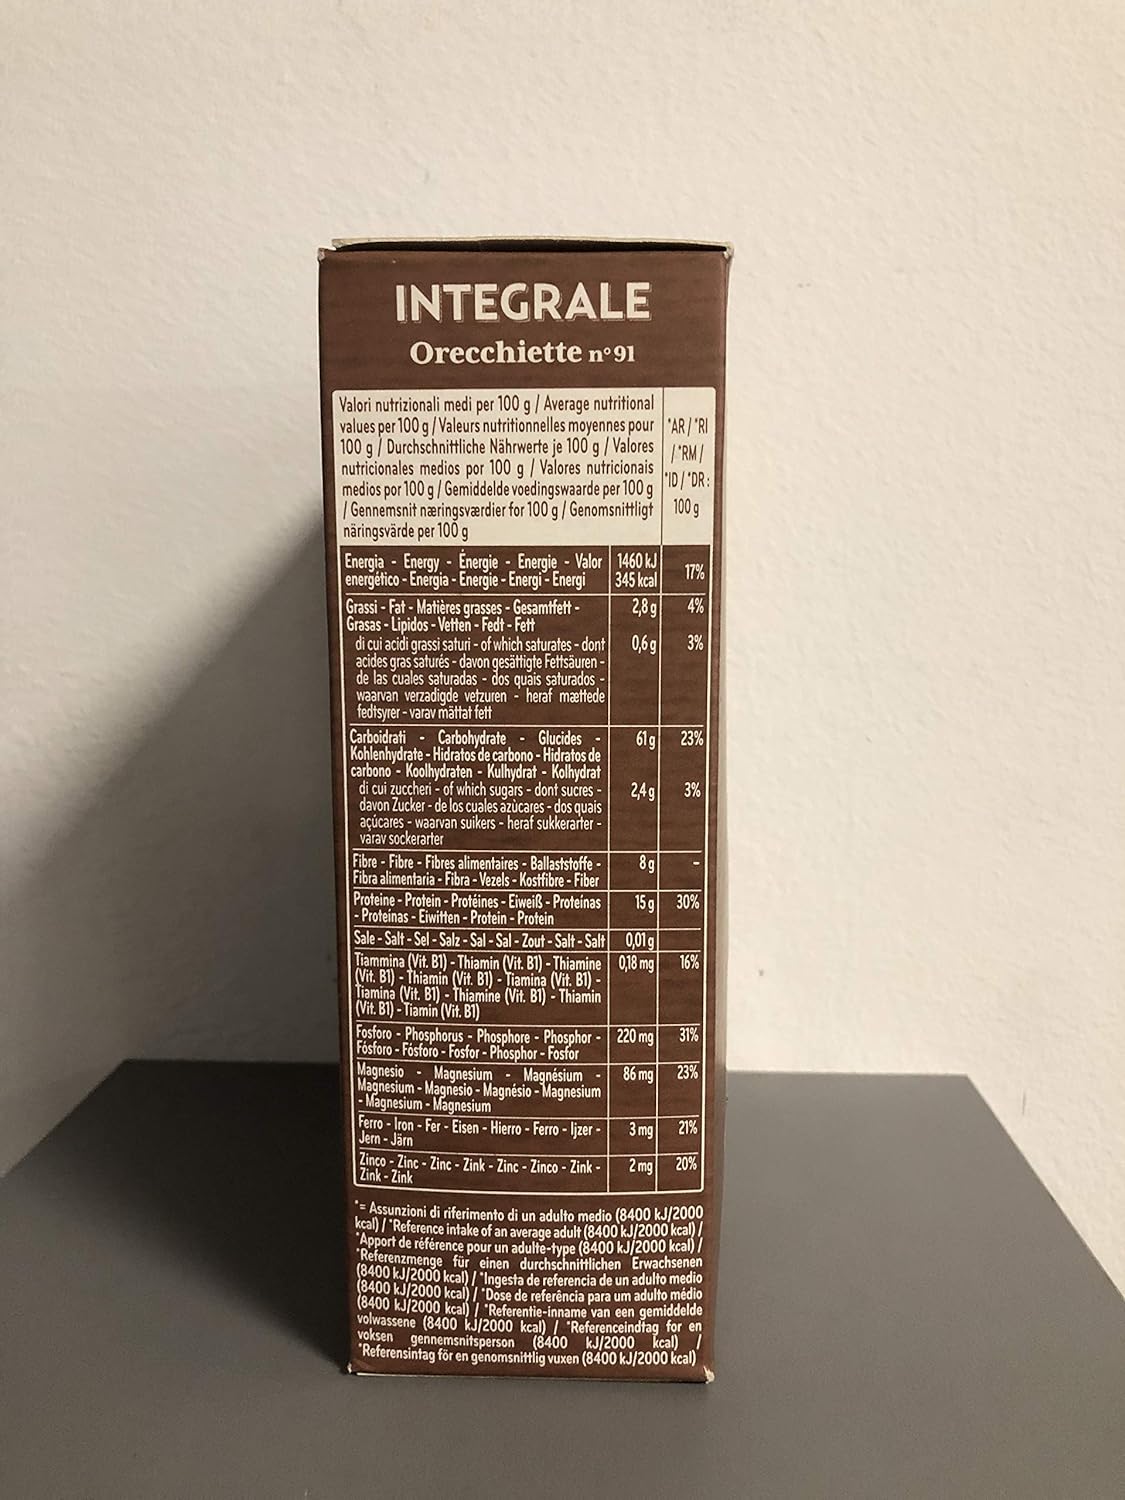 INTEGRALE
Orecchiette n°91
Valori nutrizionali medi per 100 g / Average nutritional
values per 100 g / Valeurs nutritionnelles moyennes pour
100 g / Durchschnittliche Nährwerte je 100 g / Valores
nutricionales medios por 100 g / Valores nutricionais
medios por 100 g / Gemiddelde voedingswaarde per 100 g
/ Gennemsnit næringsværdier for 100 g / Genomsnittligt
näringsvärde per 100 g
*AR / *RI
/ *RM /
*ID / *DR:
100 g
Energia - Energy - Énergie - Energie - Valor 1460 kJ
energético - Energia - Energie - Energi - Energi 345 kcal 17%
Grassi - Fat - Matières grasses - Gesamtfett - 2,8 g 4%
Grasas - Lípidos - Vetten - Fedt - Fett
di cui acidi grassi saturi - of which saturates - dont 0,6 g 3%
acides gras saturés - davon gesättigte Fettsäuren -
de las cuales saturadas - dos quais saturados -
waarvan verzadigde vetzuren - heraf mættede
fedtsyrer - varav mättat fett
Carboidrati - Carbohydrate - Glucides - 61 g 23%
Kohlenhydrate - Hidratos de carbono - Hidratos de
carbono - Koolhydraten - Kulhydrat - Kolhydrat
di cui zuccheri - of which sugars - dont sucres - 2,4 g 3%
davon Zucker - de los cuales azúcares - dos quais
açúcares - waarvan suikers - heraf sukkerarter -
varav sockerarter
Fibre - Fibre - Fibres alimentaires - Ballaststoffe - 8 g -
Fibra alimentaria - Fibra - Vezels - Kostfibre - Fiber
Proteine - Protein - Protéines - Eiweiß - Proteínas 15 g 30%
- Proteínas - Eiwitten - Protein - Protein
Sale - Salt - Sel - Salz - Sal - Sal - Zout - Salt - Salt 0,01 g
Tiammina (Vit. B1) - Thiamin (Vit. B1) - Thiamine 0,18 mg 16%
(Vit. B1) - Thiamin (Vit. B1) - Tiamina (Vit. B1) -
Tiamina (Vit. B1) - Thiamine (Vit. B1) - Thiamin
(Vit. B1) - Tiamin (Vit. B1)
Fosforo - Phosphorus - Phosphore - Phosphor - 220 mg 31%
Fósforo - Fósforo - Fosfor - Phosphor - Fosfor
Magnesio - Magnesium - Magnésium - 86 mg 23%
Magnesium - Magnesio - Magnésio - Magnesium
- Magnesium - Magnesium
Ferro - Iron - Fer - Eisen - Hierro - Ferro - Ijzer - 3 mg 21%
Jern - Järn
Zinco - Zinc - Zinc - Zink - Zinc - Zinco - Zink - 2 mg 20%
Zink - Zink
*= Assunzioni di riferimento di un adulto medio (8400 kJ/2000
kcal) / *Reference intake of an average adult (8400 kJ/2000 kcal) /
*Apport de référence pour un adulte-type (8400 kJ/2000 kcal) /
*Referenzmenge für einen durchschnittlichen Erwachsenen
(8400 kJ/2000 kcal) / *Ingesta de referencia de un adulto medio
(8400 kJ/2000 kcal) / *Dose de referência para um adulto médio
(8400 kJ/2000 kcal) / *Referentie-inname van een gemiddelde
volwassene (8400 kJ/2000 kcal) / *Referenceindtag for en
voksen gennemsnitsperson (8400 kJ/2000 kcal) /
*Referensintag för en genomsnittlig vuxen (8400 kJ/2000 kcal)